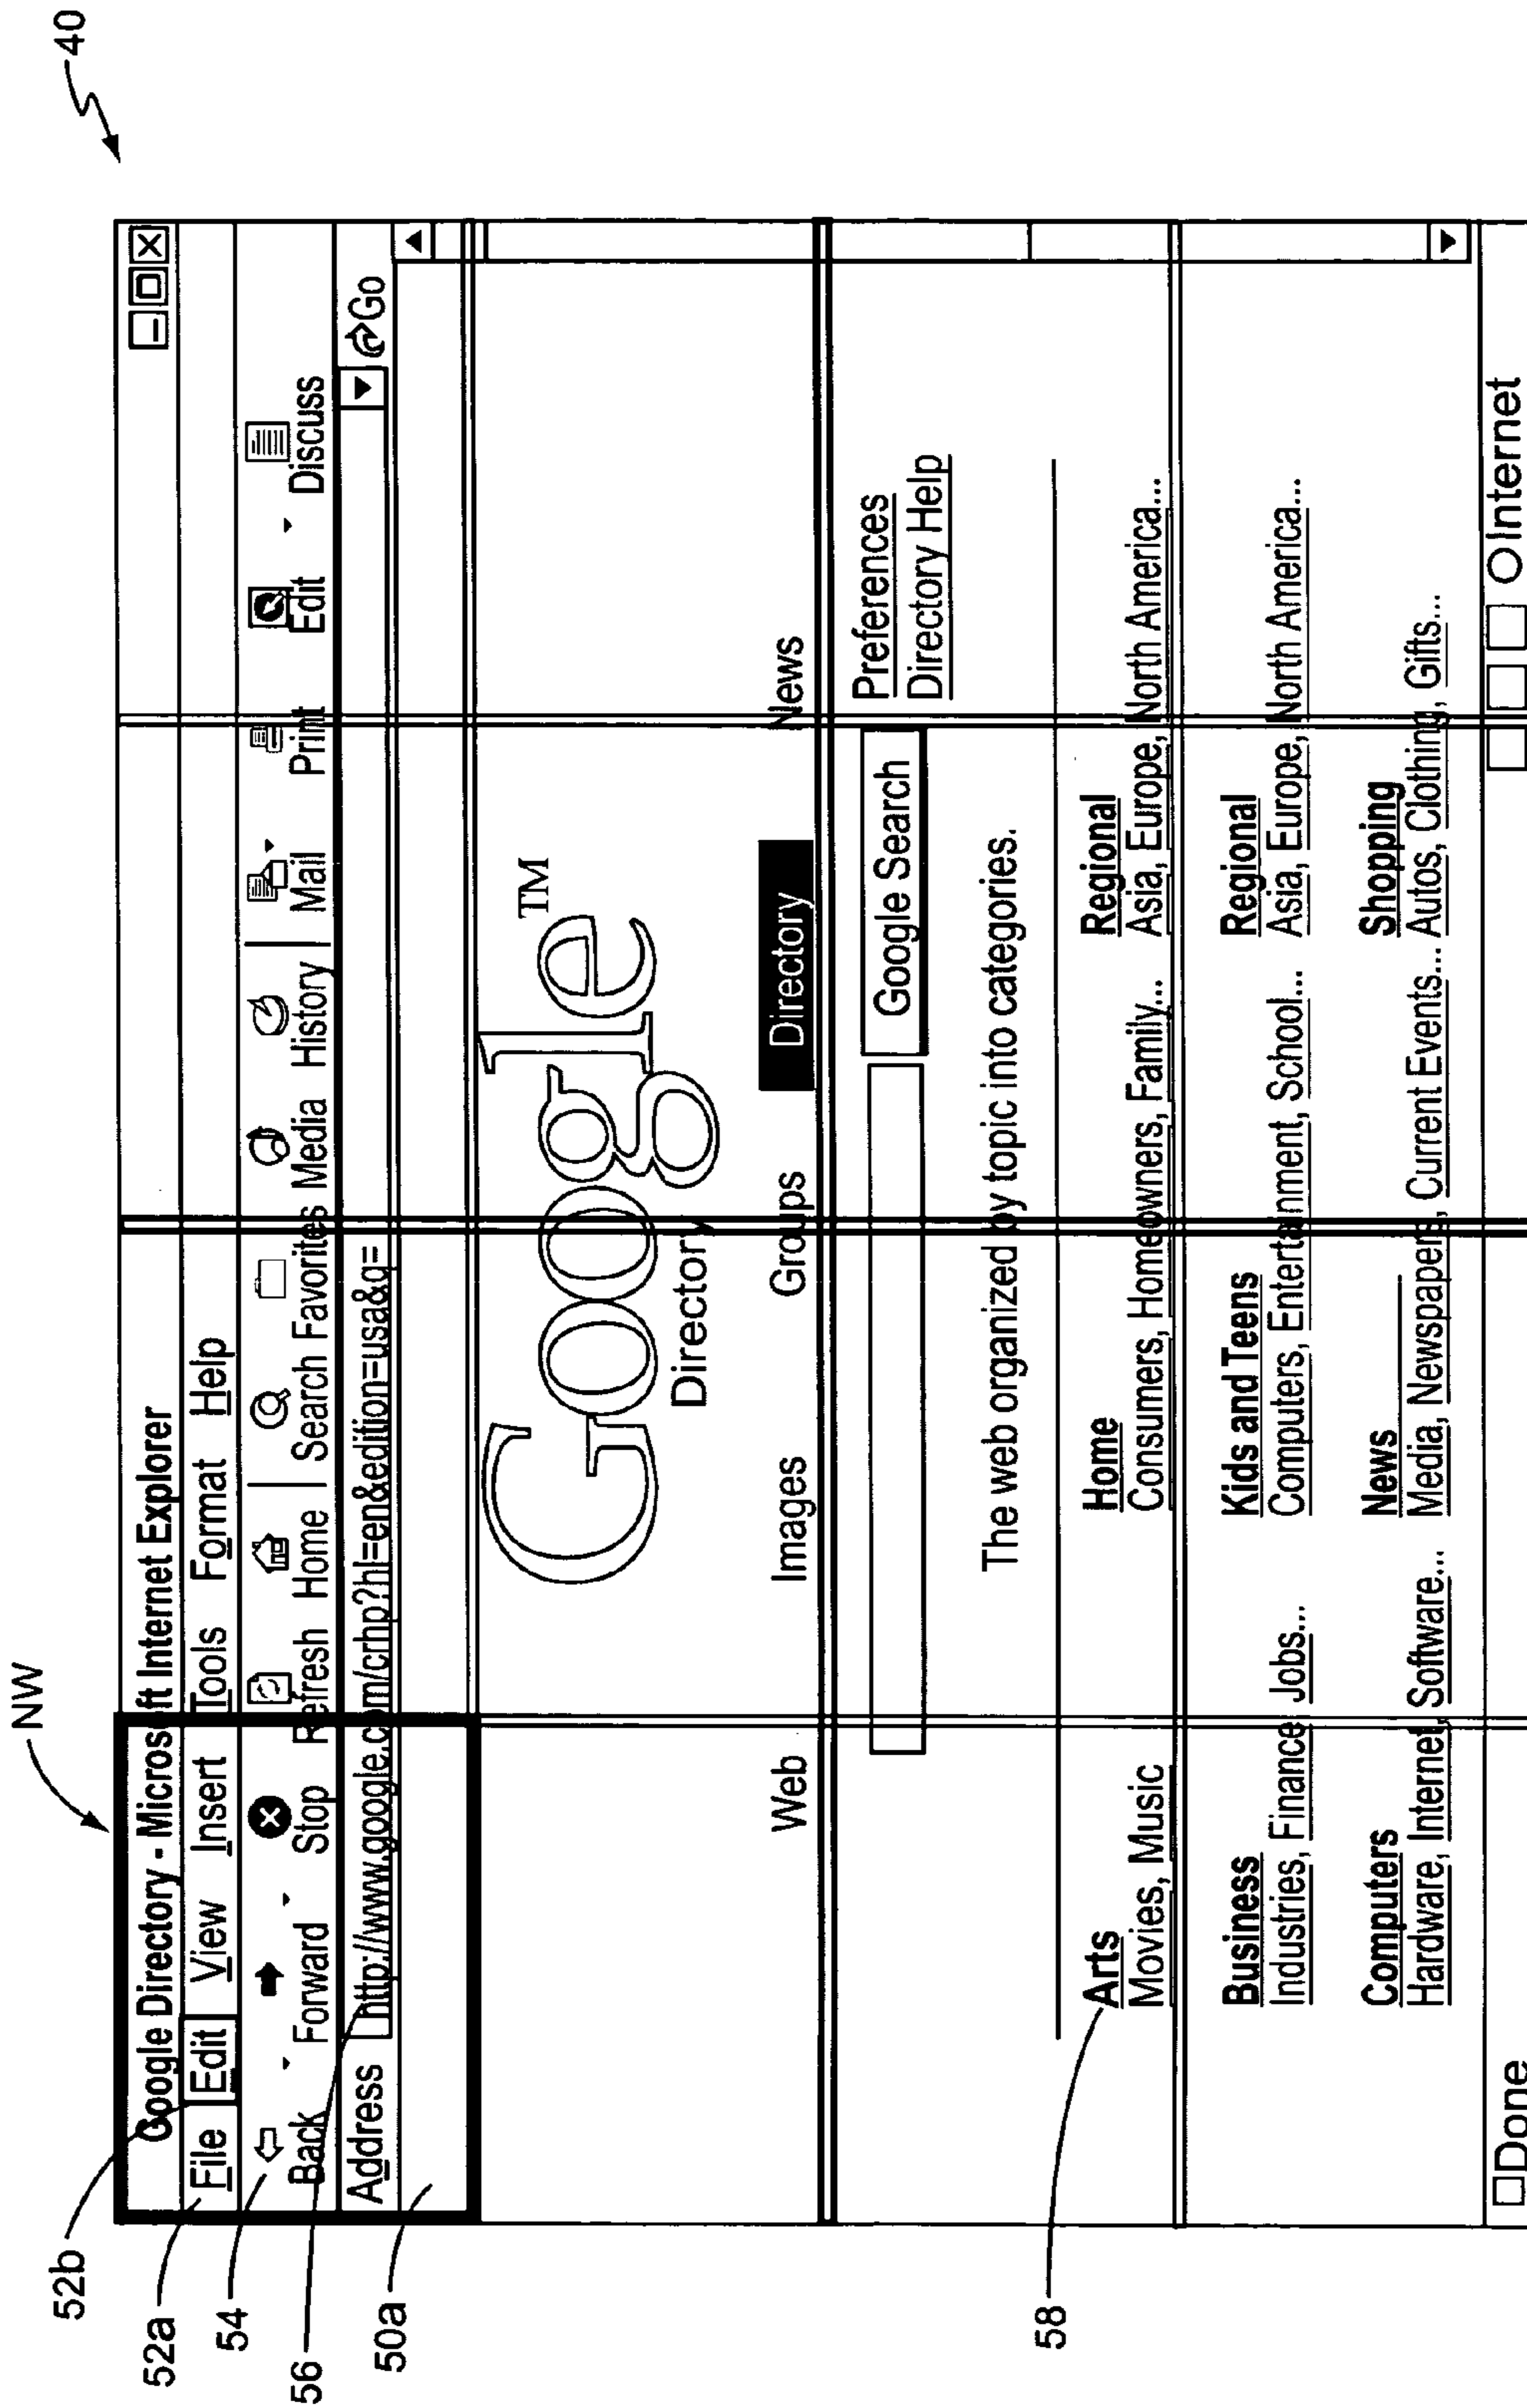 40
NW
Google Directory - Microsoft Internet Explorer
52b
52a
File Edit View Insert Tools Format Help
54
Back Forward Stop Refresh Home Search Favorites Media History Mail Print Edit Discuss
56
Address http://www.google.com/crhp?hl=en&edition=usa&q= Go
50a
Google™
Directory
Web Images Groups Directory News
Google Search Preferences
Directory Help
The web organized by topic into categories.
58
Arts Home Regional
Movies, Music Consumers, Homeowners, Family... Asia, Europe, North America...
Business Kids and Teens Regional
Industries, Finance Jobs... Computers, Entertainment, School... Asia, Europe, North America...
Computers News Shopping
Hardware, Internet, Software... Media, Newspapers, Current Events... Autos, Clothing, Gifts...
Done Internet